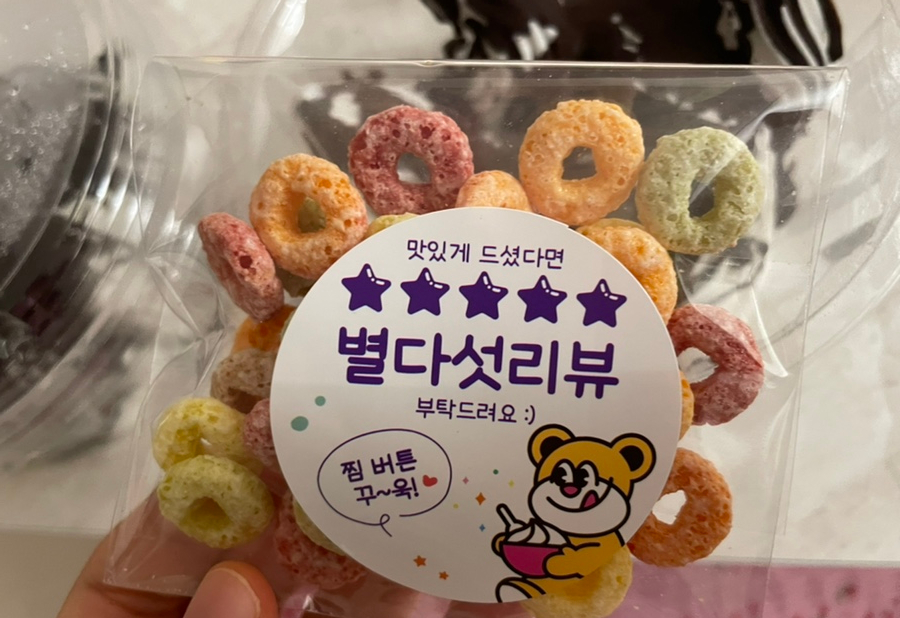 맛있게 드셨다면
★★★★★
별다섯리뷰
부탁드려요 :)
찜 버튼
꾸~욱!